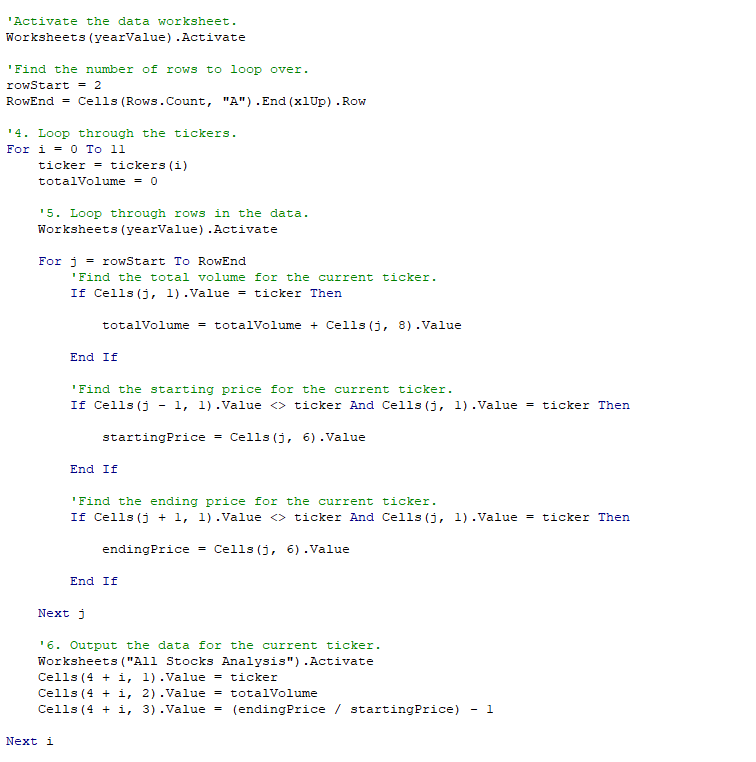 'Activate the data worksheet.
Worksheets(yearValue).Activate
'Find the number of rows to loop over.
rowStart = 2
RowEnd = Cells(Rows.Count, "A").End(xlUp).Row
'4. Loop through the tickers.
For i = 0 To 11
    ticker = tickers(i)
    totalVolume = 0
    '5. Loop through rows in the data.
    Worksheets(yearValue).Activate
    For j = rowStart To RowEnd
        'Find the total volume for the current ticker.
        If Cells(j, 1).Value = ticker Then
            totalVolume = totalVolume + Cells(j, 8).Value
        End If
        'Find the starting price for the current ticker.
        If Cells(j - 1, 1).Value <> ticker And Cells(j, 1).Value = ticker Then
            startingPrice = Cells(j, 6).Value
        End If
        'Find the ending price for the current ticker.
        If Cells(j + 1, 1).Value <> ticker And Cells(j, 1).Value = ticker Then
            endingPrice = Cells(j, 6).Value
        End If
    Next j
    '6. Output the data for the current ticker.
    Worksheets("All Stocks Analysis").Activate
    Cells(4 + i, 1).Value = ticker
    Cells(4 + i, 2).Value = totalVolume
    Cells(4 + i, 3).Value = (endingPrice / startingPrice) - 1
Next i